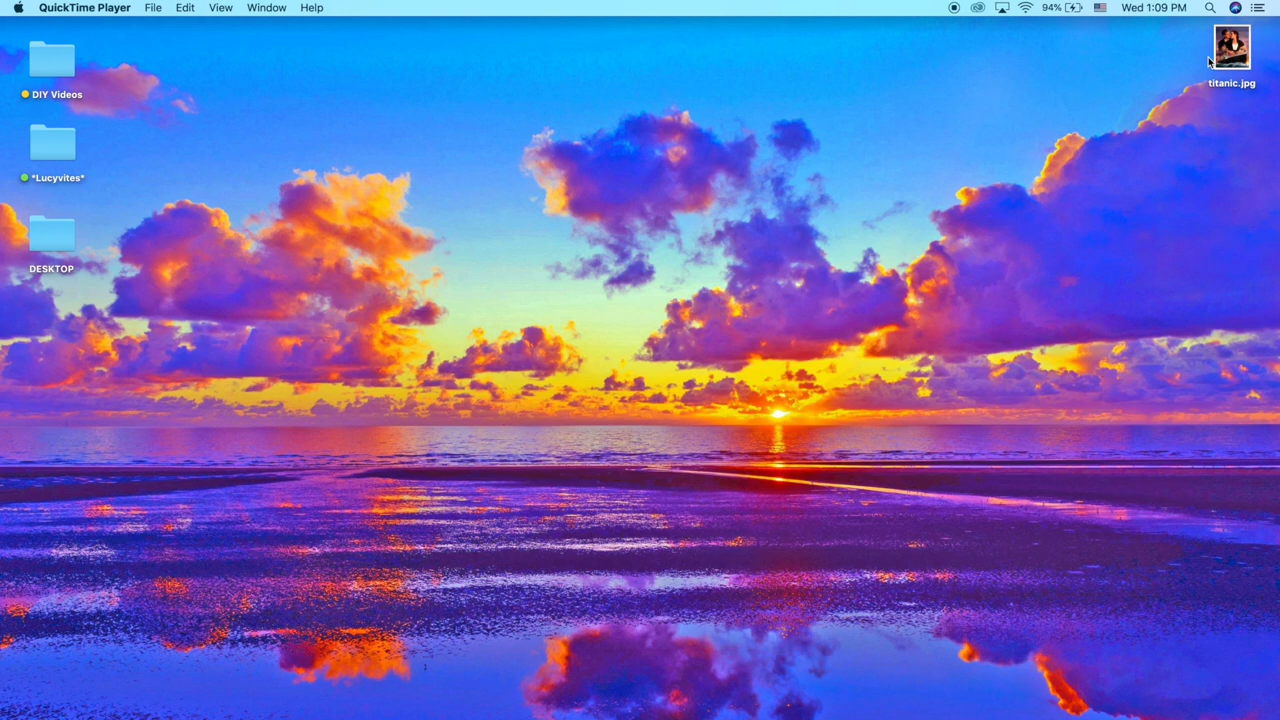 QuickTime Player File Edit View Window Help 94% Wed 1:09 PM
DIY Videos
*Lucyvites*
DESKTOP
titanic.jpg